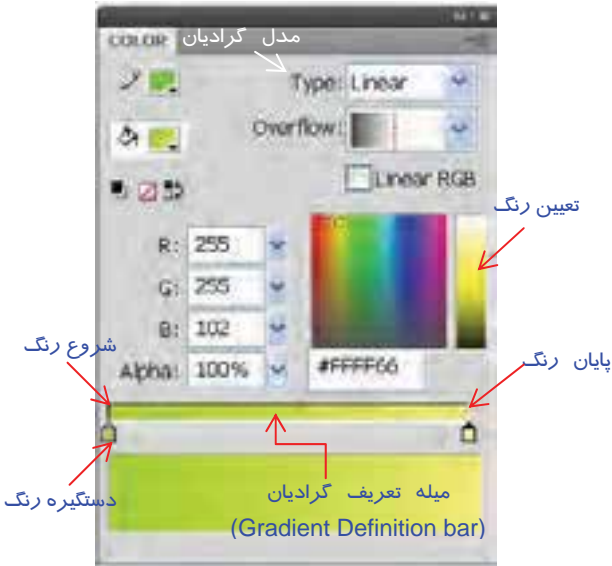 COLOR
مدل گرادیان
Type: Linear
Overflow:
Linear RGB
تعیین رنگ
R: 255
G: 255
B: 102
شروع رنگ
Alpha: 100%
#FFFF66
پایان رنگ
دستگیره رنگ
میله تعریف گرادیان
(Gradient Definition bar)